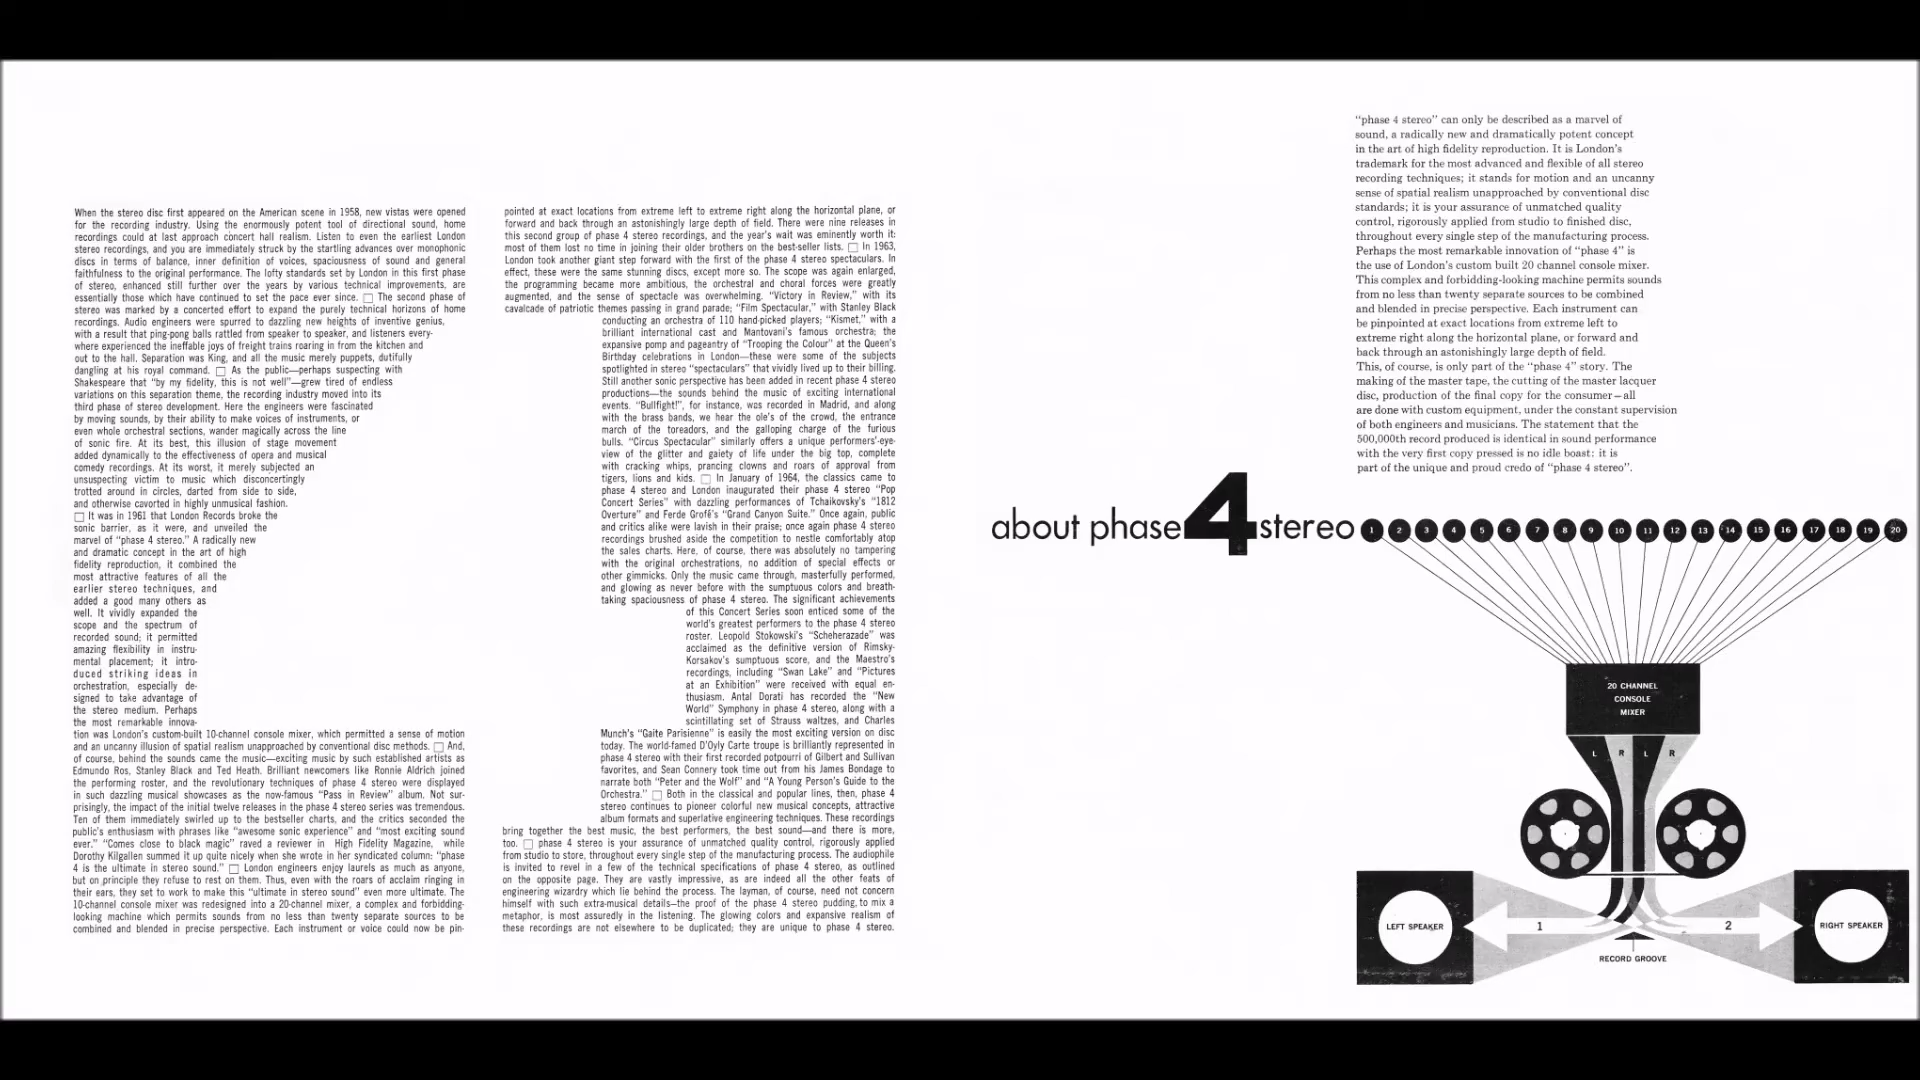 When the stereo disc first appeared on the American scene in 1958, new vistas were opened
for the recording industry. Using the enormously potent tool of directional sound, home
recordings could at last approach concert hall realism. Listen to even the earliest London
stereo recordings, and you are immediately struck by the startling advances over monophonic
discs in terms of balance, inner definition of voices, spaciousness of sound and general
faithfulness to the original performance. The lofty standards set by London in this first phase
of stereo, enhanced still further over the years by various technical improvements, are
essentially those which have continued to set the pace ever since. □ The second phase of
stereo was marked by a concerted effort to expand the purely technical horizons of home
recordings. Audio engineers were spurred to dazzling new heights of inventive genius,
with a result that ping-pong balls rattled from speaker to speaker, and listeners every-
where experienced the ineffable joys of freight trains roaring in from the kitchen and
out to the hall. Separation was King, and all the music merely puppets, dutifully
dangling at his royal command. □ As the public—perhaps suspecting with
Shakespeare that "by my fidelity, this is not well"—grew tired of endless
variations on this separation theme, the recording industry moved into its
third phase of stereo development. Here the engineers were fascinated
by moving sounds, by their ability to make voices of instruments, or
even whole orchestral sections, wander magically across the line
of sonic fire. At its best, this illusion of stage movement
added dynamically to the effectiveness of opera and musical
comedy recordings. At its worst, it merely subjected an
unsuspecting victim to music which disconcertingly
trotted around in circles, darted from side to side,
and otherwise cavorted in highly unmusical fashion.
□ It was in 1961 that London Records broke the
sonic barrier, as it were, and unveiled the
marvel of "phase 4 stereo." A radically new
and dramatic concept in the art of high
fidelity reproduction, it combined the
most attractive features of all the
earlier stereo techniques, and
added a good many others as
well. It vividly expanded the
scope and the spectrum of
recorded sound; it permitted
amazing flexibility in instru-
mental placement; it intro-
duced striking ideas in
orchestration, especially de-
signed to take advantage of
the stereo medium. Perhaps
the most remarkable innova-
tion was London's custom-built 10-channel console mixer, which permitted a sense of motion
and an uncanny illusion of spatial realism unapproached by conventional disc methods. □ And,
of course, behind the sounds came the music—exciting music by such established artists as
Edmundo Ros, Stanley Black and Ted Heath. Brilliant newcomers like Ronnie Aldrich joined
the performing roster, and the revolutionary techniques of phase 4 stereo were displayed
in such dazzling musical showcases as the now-famous "Pass in Review" album. Not sur-
prisingly, the impact of the initial twelve releases in the phase 4 stereo series was tremendous.
Ten of them immediately swirled up to the bestseller charts, and the critics seconded the
public's enthusiasm with phrases like "awesome sonic experience" and "most exciting sound
ever." "Comes close to black magic" raved a reviewer in High Fidelity Magazine, while
Dorothy Kilgallen summed it up quite nicely when she wrote in her syndicated column: "phase
4 is the ultimate in stereo sound." □ London engineers enjoy laurels as much as anyone,
but on principle they refuse to rest on them. Thus, even with the roars of acclaim ringing in
their ears, they set to work to make this "ultimate in stereo sound" even more ultimate. The
10-channel console mixer was redesigned into a 20-channel mixer, a complex and forbidding-
looking machine which permits sounds from no less than twenty separate sources to be
combined and blended in precise perspective. Each instrument or voice could now be pin-
pointed at exact locations from extreme left to extreme right along the horizontal plane, or
forward and back through an astonishingly large depth of field. There were nine releases in
this second group of phase 4 stereo recordings, and the year's wait was eminently worth it:
most of them lost no time in joining their older brothers on the best-seller lists. □ In 1963,
London took another giant step forward with the first of the phase 4 stereo spectaculars. In
effect, these were the same stunning discs, except more so. The scope was again enlarged,
the programming became more ambitious, the orchestral and choral forces were greatly
augmented, and the sense of spectacle was overwhelming. "Victory in Review," with its
cavalcade of patriotic themes passing in grand parade; "Film Spectacular," with Stanley Black
conducting an orchestra of 110 hand-picked players; "Kismet," with a
brilliant international cast and Mantovani's famous orchestra; the
expansive pomp and pageantry of "Trooping the Colour" at the Queen's
Birthday celebrations in London—these were some of the subjects
spotlighted in stereo "spectaculars" that vividly lived up to their billing.
Still another sonic perspective has been added in recent phase 4 stereo
productions—the sounds behind the music of exciting international
events. "Bullfight!", for instance, was recorded in Madrid, and along
with the brass bands, we hear the ole's of the crowd, the entrance
march of the toreadors, and the galloping charge of the furious
bulls. "Circus Spectacular" similarly offers a unique performers'-eye-
view of the glitter and gaiety of life under the big top, complete
with cracking whips, prancing clowns and roars of approval from
tigers, lions and kids. □ In January of 1964, the classics came to
phase 4 stereo and London inaugurated their phase 4 stereo "Pop
Concert Series" with dazzling performances of Tchaikovsky's "1812
Overture" and Ferde Grofé's "Grand Canyon Suite." Once again, public
and critics alike were lavish in their praise; once again phase 4 stereo
recordings brushed aside the competition to nestle comfortably atop
the sales charts. Here, of course, there was absolutely no tampering
with the original orchestrations, no addition of special effects or
other gimmicks. Only the music came through, masterfully performed,
and glowing as never before with the sumptuous colors and breath-
taking spaciousness of phase 4 stereo. The significant achievements
of this Concert Series soon enticed some of the
world's greatest performers to the phase 4 stereo
roster. Leopold Stokowski's "Scheherazade" was
acclaimed as the definitive version of Rimsky-
Korsakov's sumptuous score, and the Maestro's
recordings, including "Swan Lake" and "Pictures
at an Exhibition" were received with equal en-
thusiasm. Antal Dorati has recorded the "New
World" Symphony in phase 4 stereo, along with a
scintillating set of Strauss waltzes, and Charles
Munch's "Gaite Parisienne" is easily the most exciting version on disc
today. The world-famed D'Oyly Carte troupe is brilliantly represented in
phase 4 stereo with their first recorded potpourri of Gilbert and Sullivan
favorites, and Sean Connery took time out from his James Bondage to
narrate both "Peter and the Wolf" and "A Young Person's Guide to the
Orchestra." □ Both in the classical and popular lines, then, phase 4
stereo continues to pioneer colorful new musical concepts, attractive
album formats and superlative engineering techniques. These recordings
bring together the best music, the best performers, the best sound—and there is more,
too. □ phase 4 stereo is your assurance of unmatched quality control, rigorously applied
from studio to store, throughout every single step of the manufacturing process. The audiophile
is invited to revel in a few of the technical specifications of phase 4 stereo, as outlined
on the opposite page. They are vastly impressive, as are indeed all the other feats of
engineering wizardry which lie behind the process. The layman, of course, need not concern
himself with such extra-musical details—the proof of the phase 4 stereo pudding, to mix a
metaphor, is most assuredly in the listening. The glowing colors and expansive realism of
these recordings are not elsewhere to be duplicated; they are unique to phase 4 stereo.
"phase 4 stereo" can only be described as a marvel of
sound, a radically new and dramatically potent concept
in the art of high fidelity reproduction. It is London's
trademark for the most advanced and flexible of all stereo
recording techniques; it stands for motion and an uncanny
sense of spatial realism unapproached by conventional disc
standards; it is your assurance of unmatched quality
control, rigorously applied from studio to finished disc,
throughout every single step of the manufacturing process.
Perhaps the most remarkable innovation of "phase 4" is
the use of London's custom built 20 channel console mixer.
This complex and forbidding-looking machine permits sounds
from no less than twenty separate sources to be combined
and blended in precise perspective. Each instrument can
be pinpointed at exact locations from extreme left to
extreme right along the horizontal plane, or forward and
back through an astonishingly large depth of field.
This, of course, is only part of the "phase 4" story. The
making of the master tape, the cutting of the master lacquer
disc, production of the final copy for the consumer—all
are done with custom equipment, under the constant supervision
of both engineers and musicians. The statement that the
500,000th record produced is identical in sound performance
with the very first copy pressed is no idle boast: it is
part of the unique and proud credo of "phase 4 stereo".
about phase 4 stereo
1 2 3 4 5 6 7 8 9 10 11 12 13 14 15 16 17 18 19 20
20 CHANNEL
CONSOLE
MIXER
L R L R
LEFT SPEAKER
1
2
RIGHT SPEAKER
RECORD GROOVE